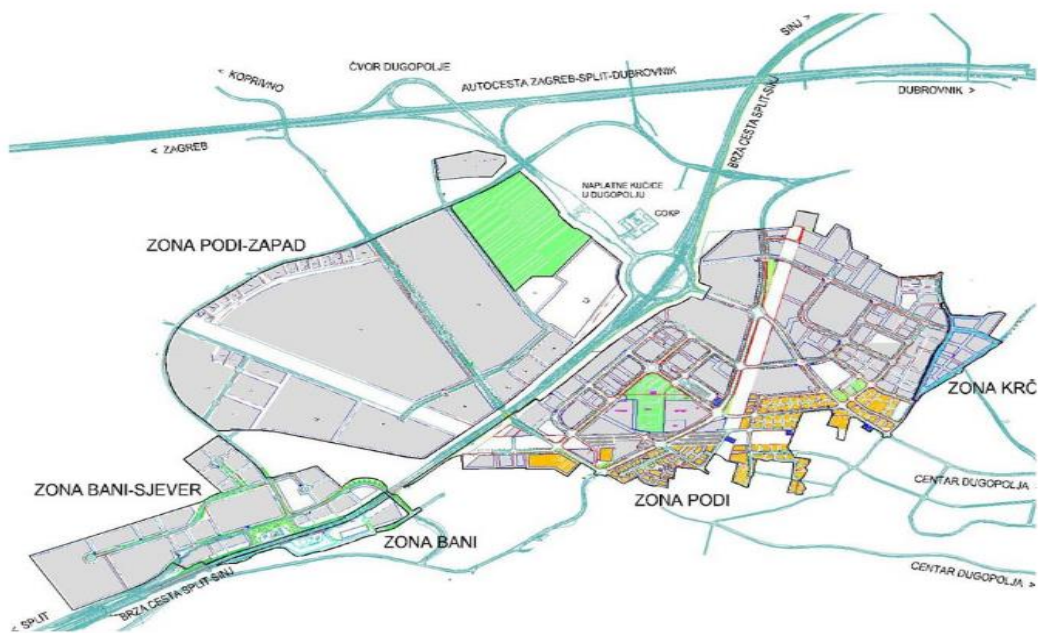 SINJ >
< KOPRIVNO
ČVOR DUGOPOLJE
AUTOCESTA ZAGREB-SPLIT-DUBROVNIK
DUBROVNIK >
< ZAGREB
BRZA CESTA SPLIT-SINJ
NAPLATNE KUĆICE
U DUGOPOLJU
COKP
ZONA PODI-ZAPAD
ZONA KRČ
CENTAR DUGOPOLJA
ZONA BANI-SJEVER
ZONA PODI
ZONA BANI
CENTAR DUGOPOLJA >
BRZA CESTA SPLIT-SINJ
< SPLIT